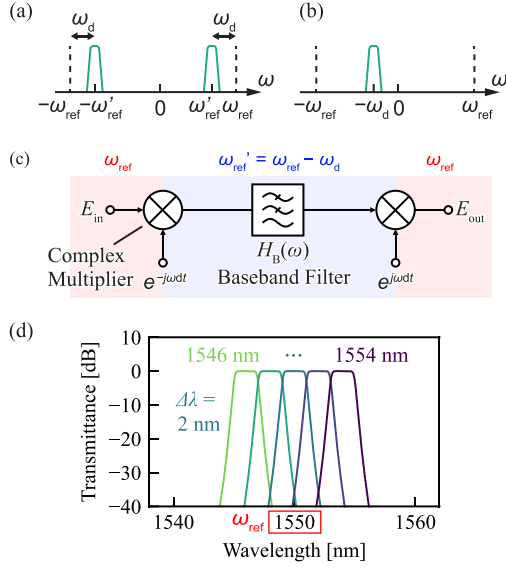 (a)
ω_d
ω_d
ω
−ω_ref
−ω'_ref
0
ω'_ref
ω_ref
(b)
ω
−ω_ref
−ω_d
0
ω_ref
(c)
ω_ref
ω_ref' = ω_ref − ω_d
ω_ref
E_in
E_out
Complex
Multiplier
H_B(ω)
Baseband Filter
e^−jωdt
e^jωdt
(d)
Transmittance [dB]
10
0
−10
−20
−30
−40
1546 nm
...
1554 nm
Δλ =
2 nm
1540
ω_ref
1550
1560
Wavelength [nm]